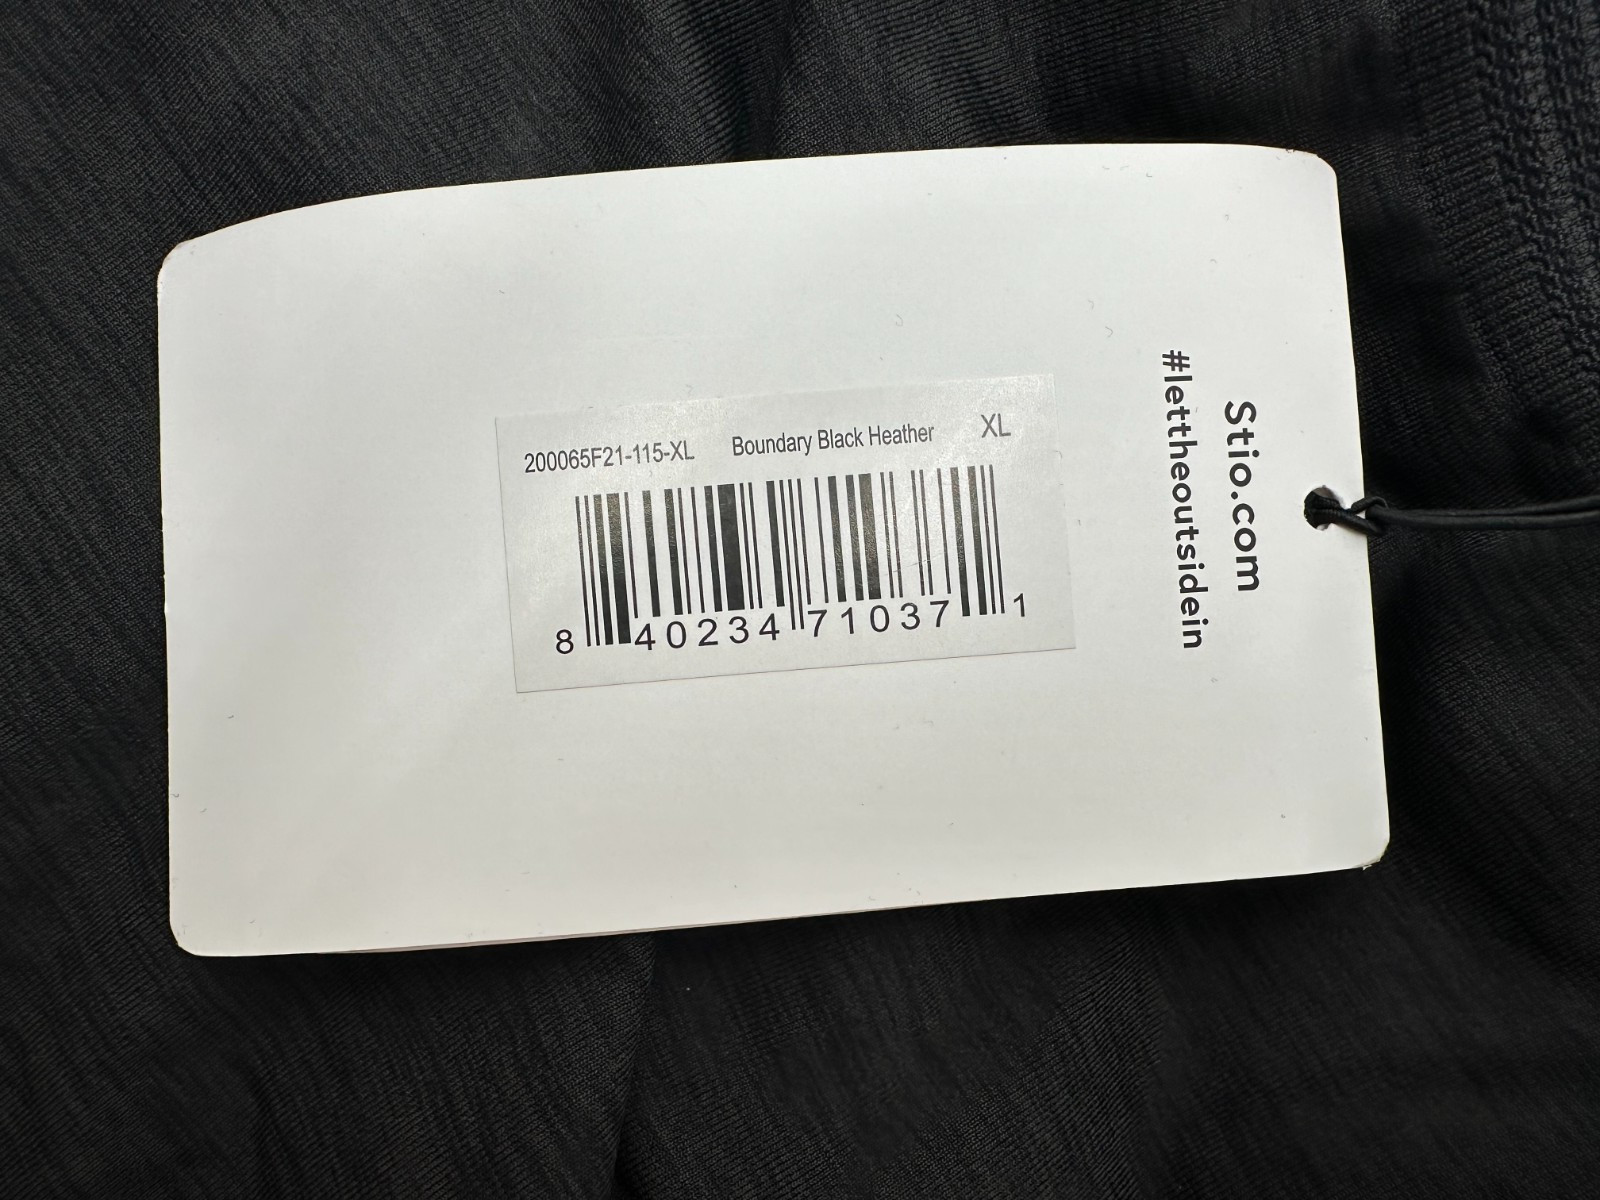 200065F21-115-XL Boundary Black Heather XL
8 40234 71037 1
Stio.com
#lettheoutsidein